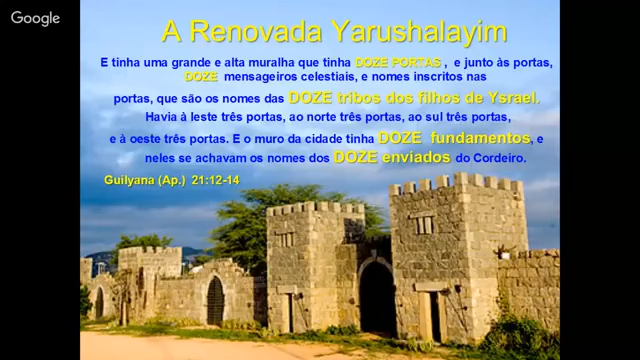 Google
A Renovada Yarushalayim
E tinha uma grande e alta muralha que tinha DOZE PORTAS , e junto às portas,
DOZE mensageiros celestiais, e nomes inscritos nas
portas, que são os nomes das DOZE tribos dos filhos de Ysrael.
Havia à leste três portas, ao norte três portas, ao sul três portas,
e à oeste três portas. E o muro da cidade tinha DOZE fundamentos, e
neles se achavam os nomes dos DOZE enviados do Cordeiro.
Guilyana (Ap.) 21:12-14